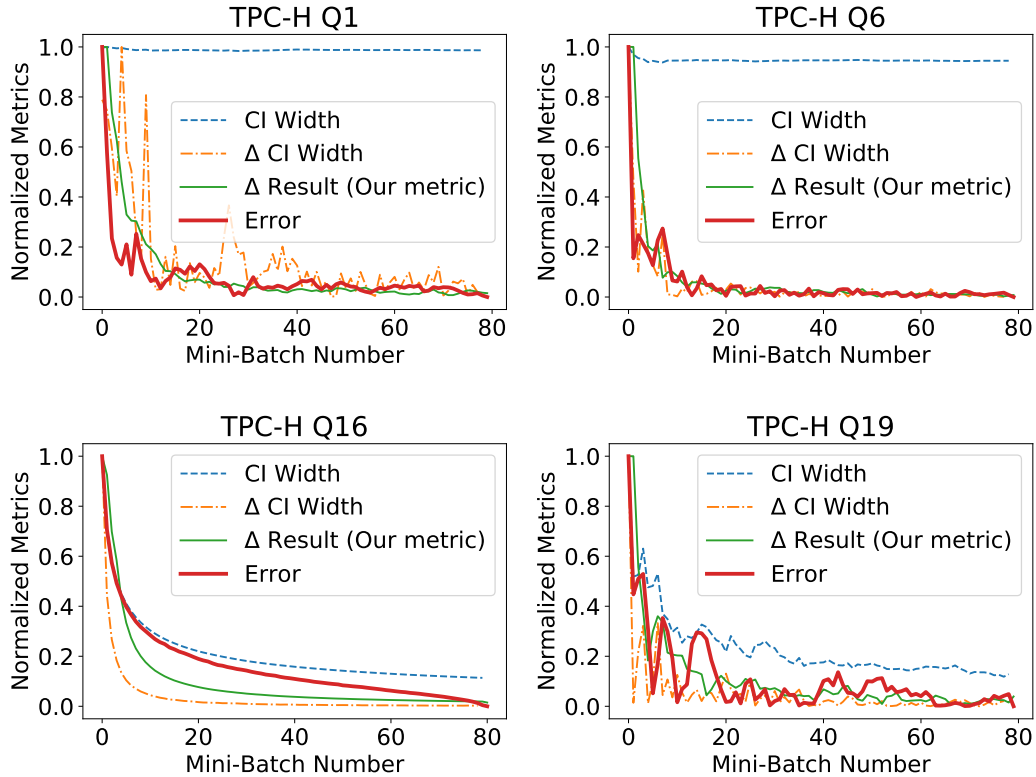 TPC-H Q1
Normalized Metrics
1.0
0.8
0.6
0.4
0.2
0.0
CI Width
Δ CI Width
Δ Result (Our metric)
Error
0 20 40 60 80
Mini-Batch Number
TPC-H Q6
Normalized Metrics
1.0
0.8
0.6
0.4
0.2
0.0
CI Width
Δ CI Width
Δ Result (Our metric)
Error
0 20 40 60 80
Mini-Batch Number
TPC-H Q16
Normalized Metrics
1.0
0.8
0.6
0.4
0.2
0.0
CI Width
Δ CI Width
Δ Result (Our metric)
Error
0 20 40 60 80
Mini-Batch Number
TPC-H Q19
Normalized Metrics
1.0
0.8
0.6
0.4
0.2
0.0
CI Width
Δ CI Width
Δ Result (Our metric)
Error
0 20 40 60 80
Mini-Batch Number